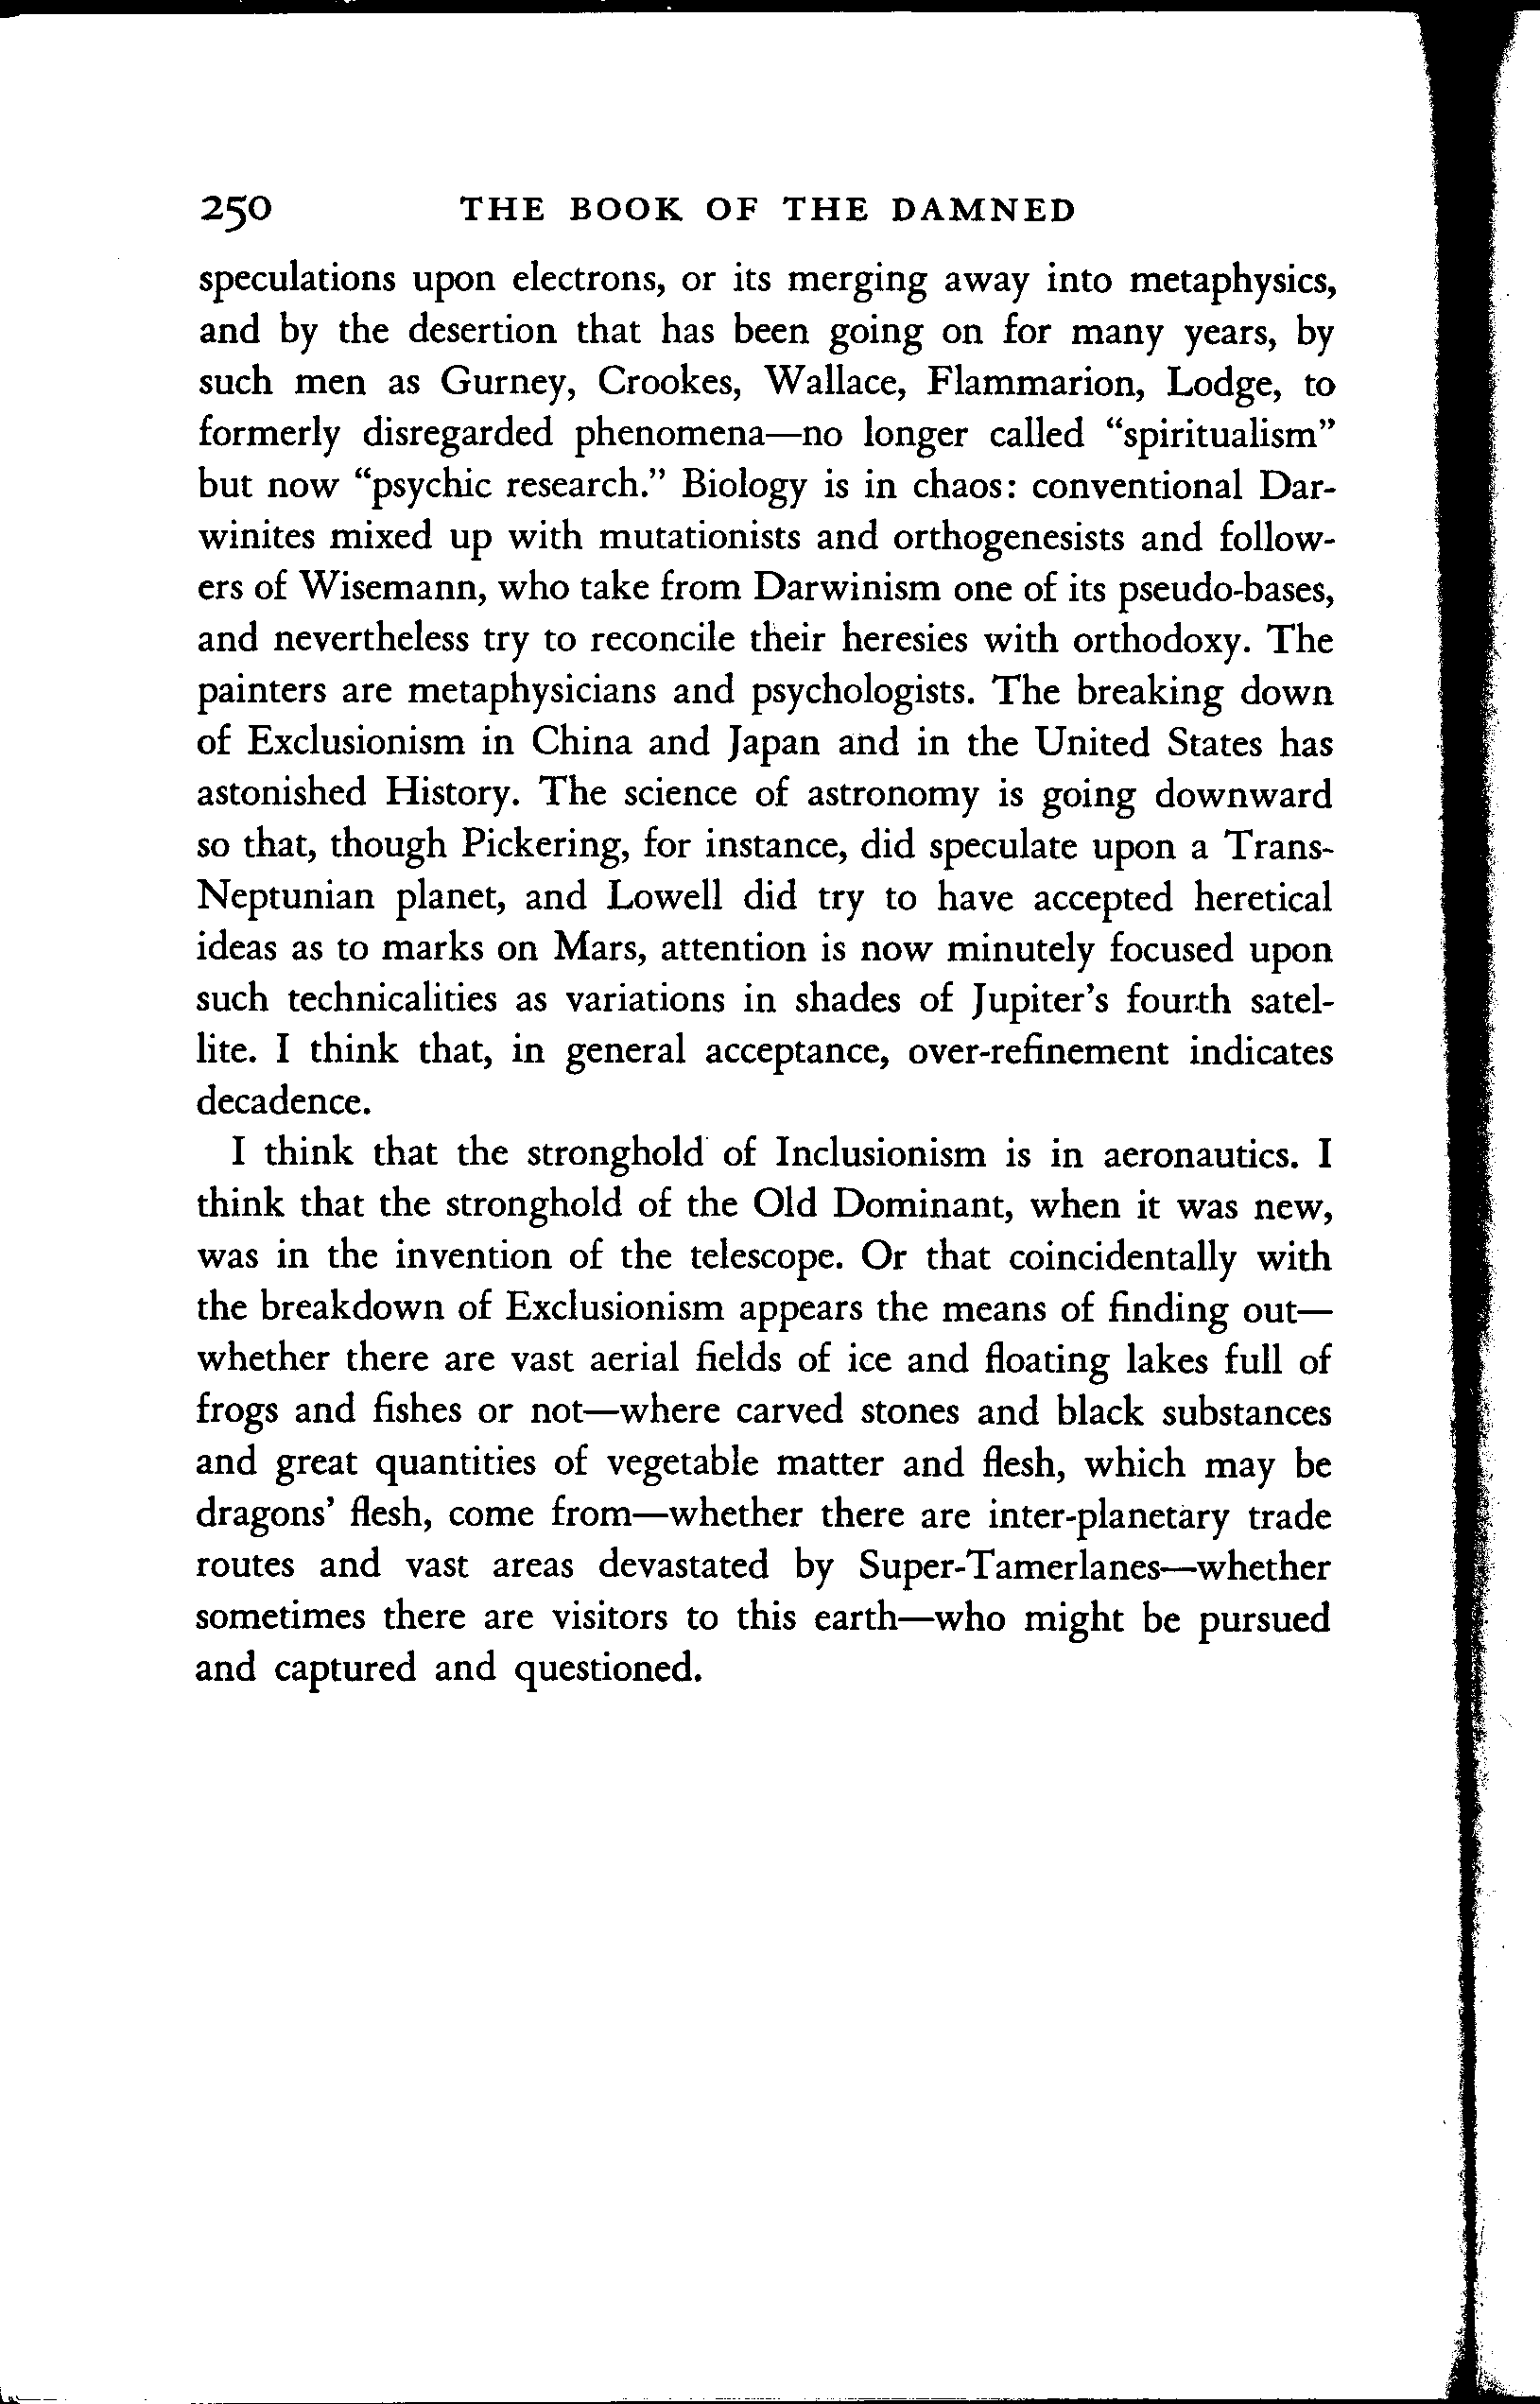 250 THE BOOK OF THE DAMNED
speculations upon electrons, or its merging away into metaphysics,
and by the desertion that has been going on for many years, by
such men as Gurney, Crookes, Wallace, Flammarion, Lodge, to
formerly disregarded phenomena—no longer called “spiritualism”
but now “psychic research.” Biology is in chaos: conventional Dar-
winites mixed up with mutationists and orthogenesists and follow-
ers of Wisemann, who take from Darwinism one of its pseudo-bases,
and nevertheless try to reconcile their heresies with orthodoxy. The
painters are metaphysicians and psychologists. The breaking down
of Exclusionism in China and Japan and in the United States has
astonished History. The science of astronomy is going downward
so that, though Pickering, for instance, did speculate upon a Trans-
Neptunian planet, and Lowell did try to have accepted heretical
ideas as to marks on Mars, attention is now minutely focused upon
such technicalities as variations in shades of Jupiter’s fourth satel-
lite. I think that, in general acceptance, over-refinement indicates
decadence.
I think that the stronghold of Inclusionism is in aeronautics. I
think that the stronghold of the Old Dominant, when it was new,
was in the invention of the telescope. Or that coincidentally with
the breakdown of Exclusionism appears the means of finding out—
whether there are vast aerial fields of ice and floating lakes full of
frogs and fishes or not—where carved stones and black substances
and great quantities of vegetable matter and flesh, which may be
dragons’ flesh, come from—whether there are inter-planetary trade
routes and vast areas devastated by Super-Tamerlanes—whether
sometimes there are visitors to this earth—who might be pursued
and captured and questioned.